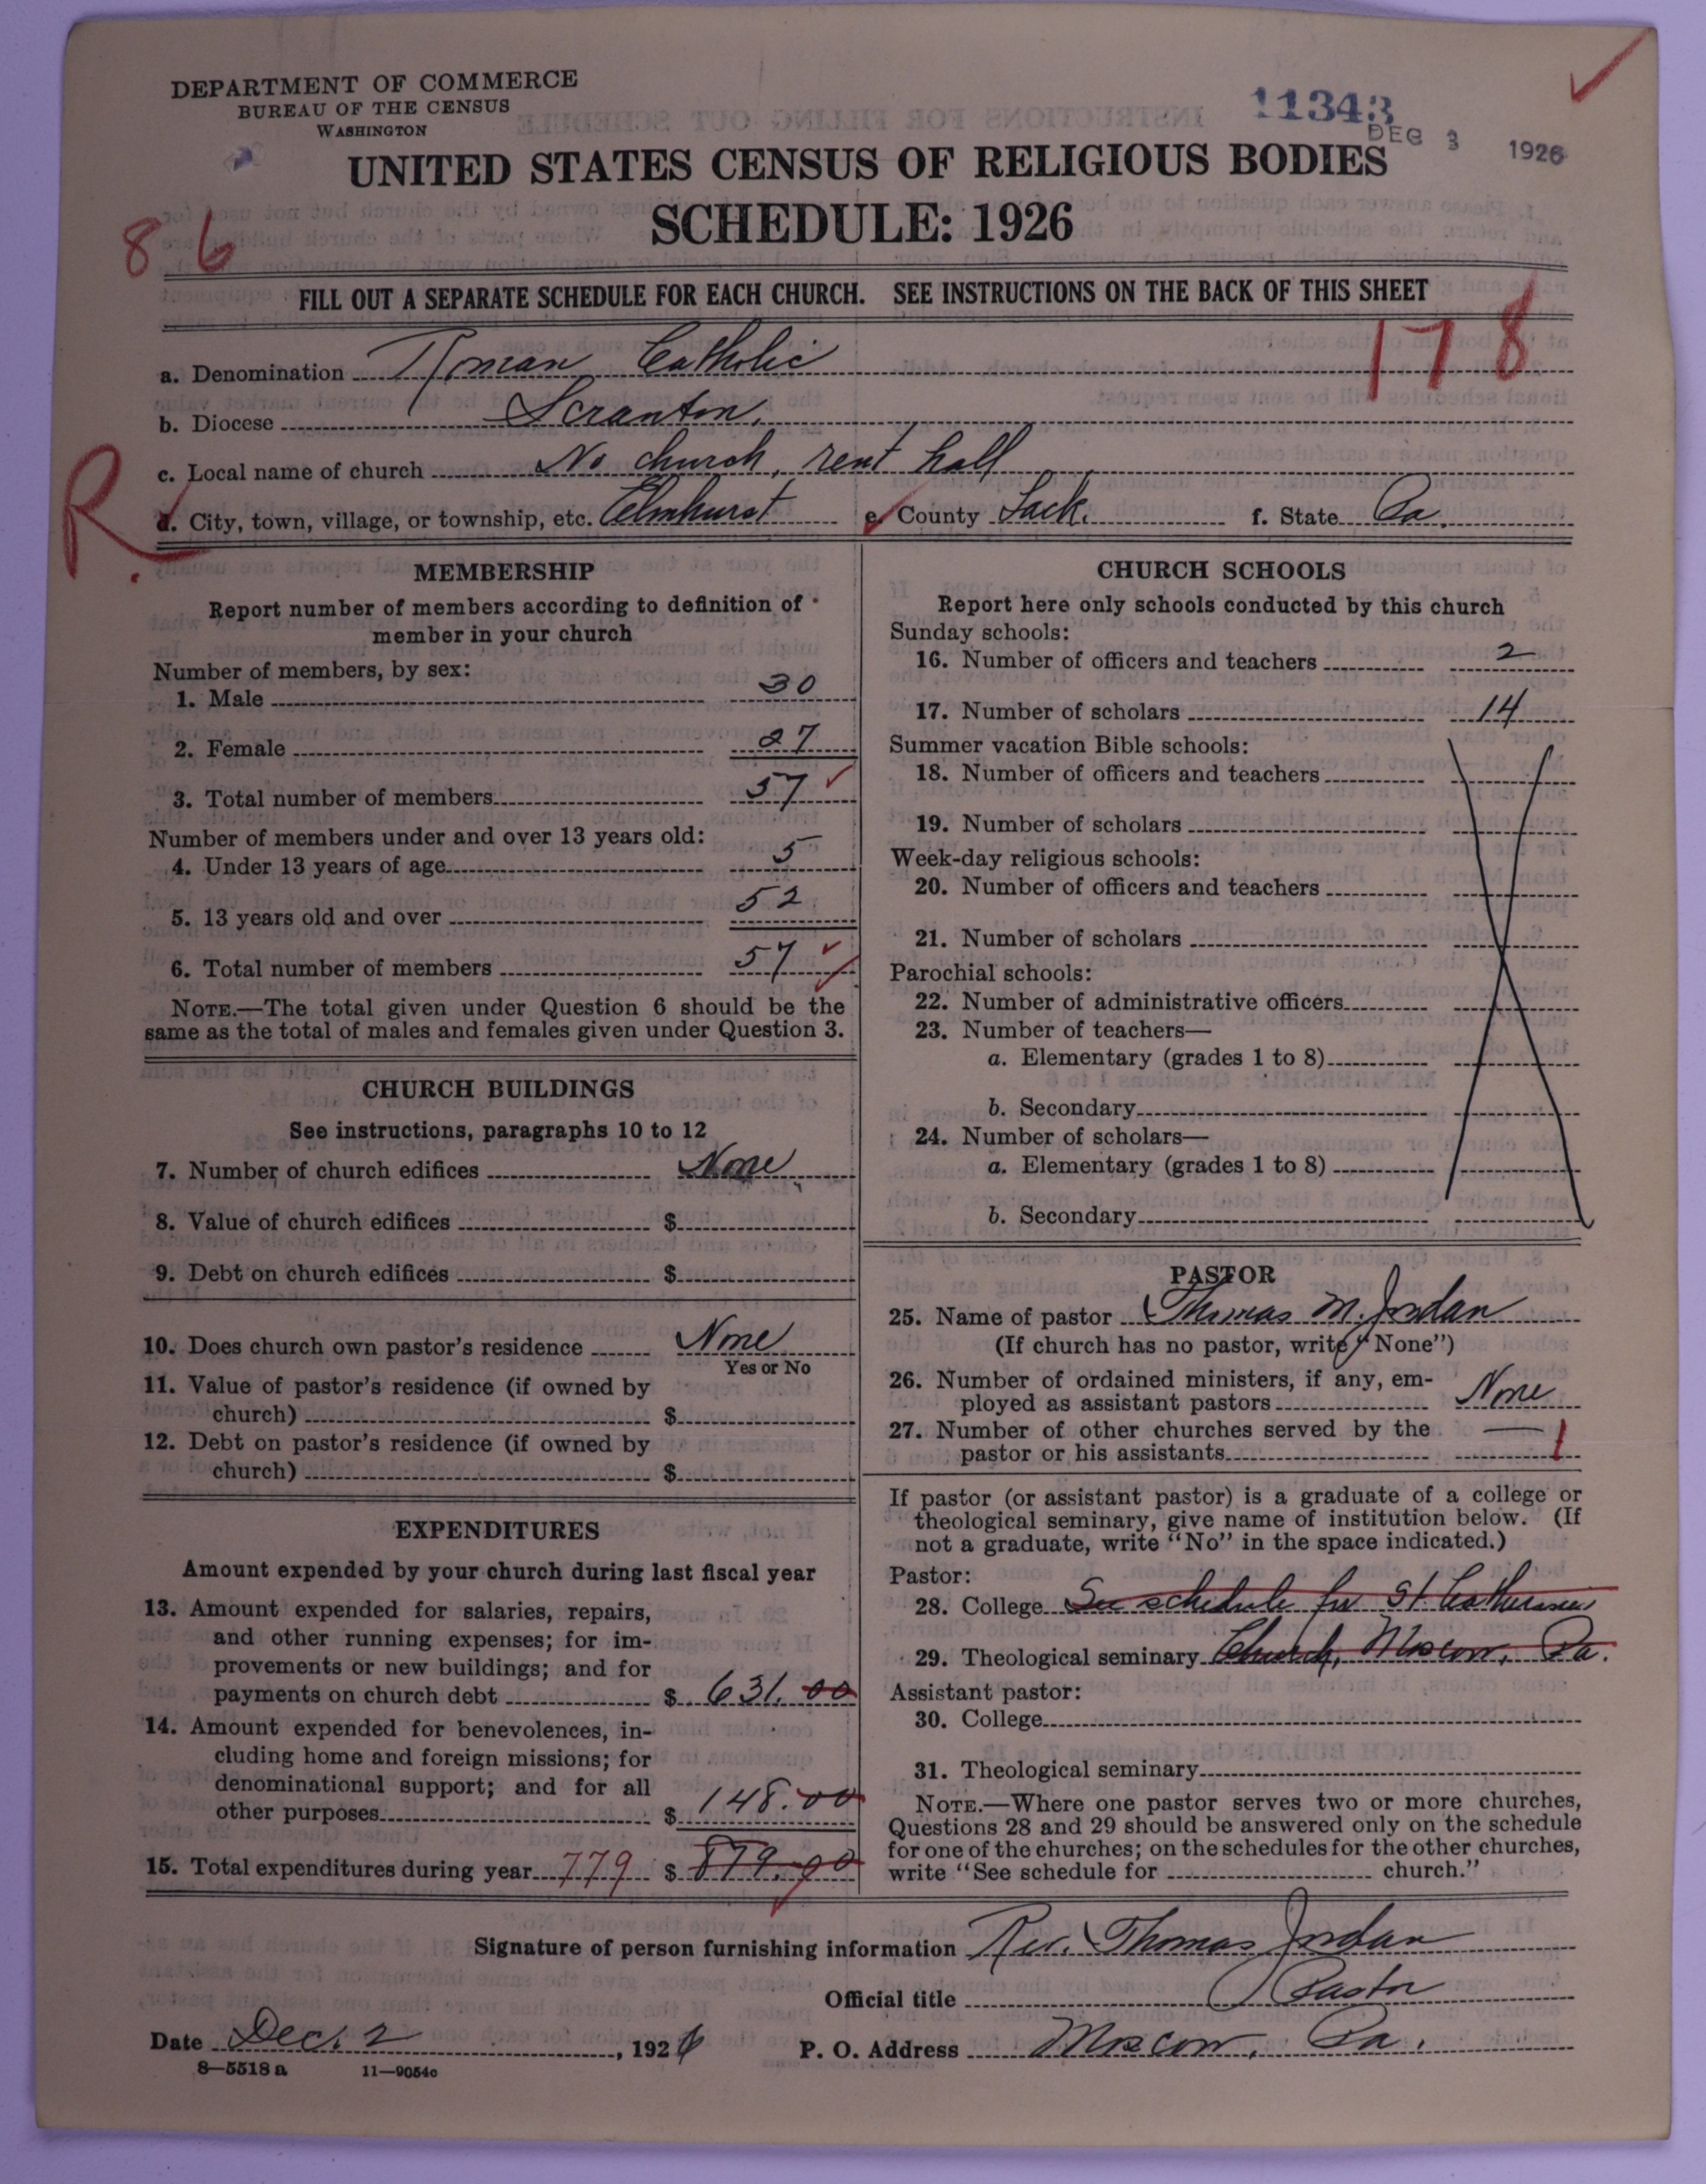 DEPARTMENT OF COMMERCE
BUREAU OF THE CENSUS
WASHINGTON
11343
DEC 3 1926
UNITED STATES CENSUS OF RELIGIOUS BODIES
SCHEDULE: 1926
86
FILL OUT A SEPARATE SCHEDULE FOR EACH CHURCH. SEE INSTRUCTIONS ON THE BACK OF THIS SHEET
178
a. Denomination Roman Catholic
b. Diocese Scranton.
c. Local name of church No church, rent hall
R
d. City, town, village, or township, etc. Elmhurst e. County Lack. f. State Pa.
MEMBERSHIP
Report number of members according to definition of
member in your church
Number of members, by sex:
1. Male 30
2. Female 27
3. Total number of members 57
Number of members under and over 13 years old:
4. Under 13 years of age 5
5. 13 years old and over 52
6. Total number of members 57
NOTE.—The total given under Question 6 should be the
same as the total of males and females given under Question 3.
CHURCH BUILDINGS
See instructions, paragraphs 10 to 12
7. Number of church edifices None
8. Value of church edifices $
9. Debt on church edifices $
10. Does church own pastor's residence None
Yes or No
11. Value of pastor's residence (if owned by
church) $
12. Debt on pastor's residence (if owned by
church) $
EXPENDITURES
Amount expended by your church during last fiscal year
13. Amount expended for salaries, repairs,
and other running expenses; for im-
provements or new buildings; and for
payments on church debt $ 631.00
14. Amount expended for benevolences, in-
cluding home and foreign missions; for
denominational support; and for all
other purposes $ 148.00
15. Total expenditures during year 779 $ 879.00
CHURCH SCHOOLS
Report here only schools conducted by this church
Sunday schools:
16. Number of officers and teachers 2
17. Number of scholars 14
Summer vacation Bible schools:
18. Number of officers and teachers
19. Number of scholars
Week-day religious schools:
20. Number of officers and teachers
21. Number of scholars
Parochial schools:
22. Number of administrative officers
23. Number of teachers—
a. Elementary (grades 1 to 8)
b. Secondary
24. Number of scholars—
a. Elementary (grades 1 to 8)
b. Secondary
PASTOR
25. Name of pastor Thomas M. Jordan
(If church has no pastor, write "None")
26. Number of ordained ministers, if any, em-
ployed as assistant pastors None
27. Number of other churches served by the
pastor or his assistants — 1
If pastor (or assistant pastor) is a graduate of a college or
theological seminary, give name of institution below. (If
not a graduate, write "No" in the space indicated.)
Pastor:
28. College See schedule for St. Catherine's
29. Theological seminary Church, Moscow, Pa.
Assistant pastor:
30. College
31. Theological seminary
NOTE.—Where one pastor serves two or more churches,
Questions 28 and 29 should be answered only on the schedule
for one of the churches; on the schedules for the other churches,
write "See schedule for church."
Signature of person furnishing information Rev. Thomas Jordan
Official title Pastor
Date Dec. 2, 1926 P. O. Address Moscow, Pa.
8—5518 a 11—9054c